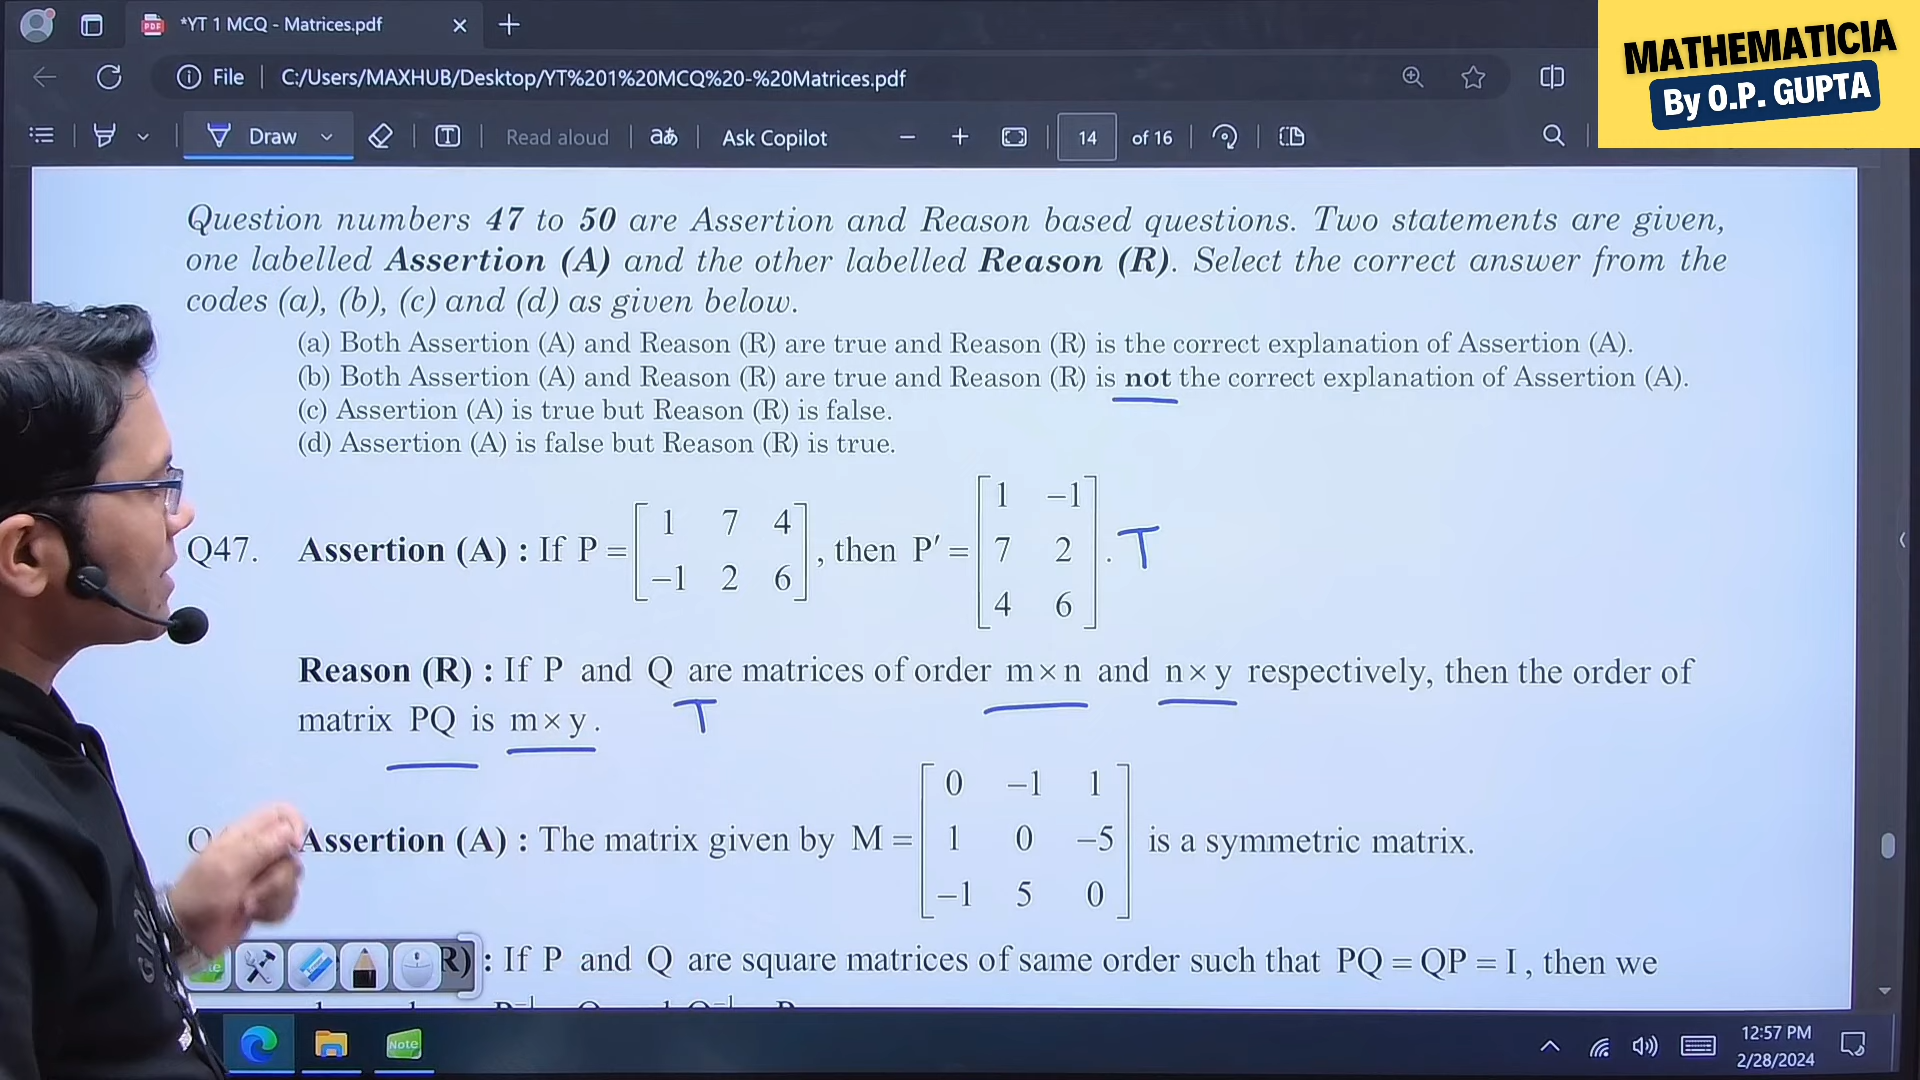 *YT 1 MCQ - Matrices.pdf
MATHEMATICIA
By O.P. GUPTA
File | C:/Users/MAXHUB/Desktop/YT%201%20MCQ%20-%20Matrices.pdf
Draw Read aloud aあ Ask Copilot 14 of 16
Question numbers 47 to 50 are Assertion and Reason based questions. Two statements are given,
one labelled Assertion (A) and the other labelled Reason (R). Select the correct answer from the
codes (a), (b), (c) and (d) as given below.
(a) Both Assertion (A) and Reason (R) are true and Reason (R) is the correct explanation of Assertion (A).
(b) Both Assertion (A) and Reason (R) are true and Reason (R) is not the correct explanation of Assertion (A).
(c) Assertion (A) is true but Reason (R) is false.
(d) Assertion (A) is false but Reason (R) is true.
Q47. Assertion (A) : If P = [1 7 4; −1 2 6], then P′ = [1 −1; 7 2; 4 6]. T
Reason (R) : If P and Q are matrices of order m × n and n × y respectively, then the order of
matrix PQ is m × y. T
Assertion (A) : The matrix given by M = [0 −1 1; 1 0 −5; −1 5 0] is a symmetric matrix.
R) : If P and Q are square matrices of same order such that PQ = QP = I, then we
Note
12:57 PM
2/28/2024